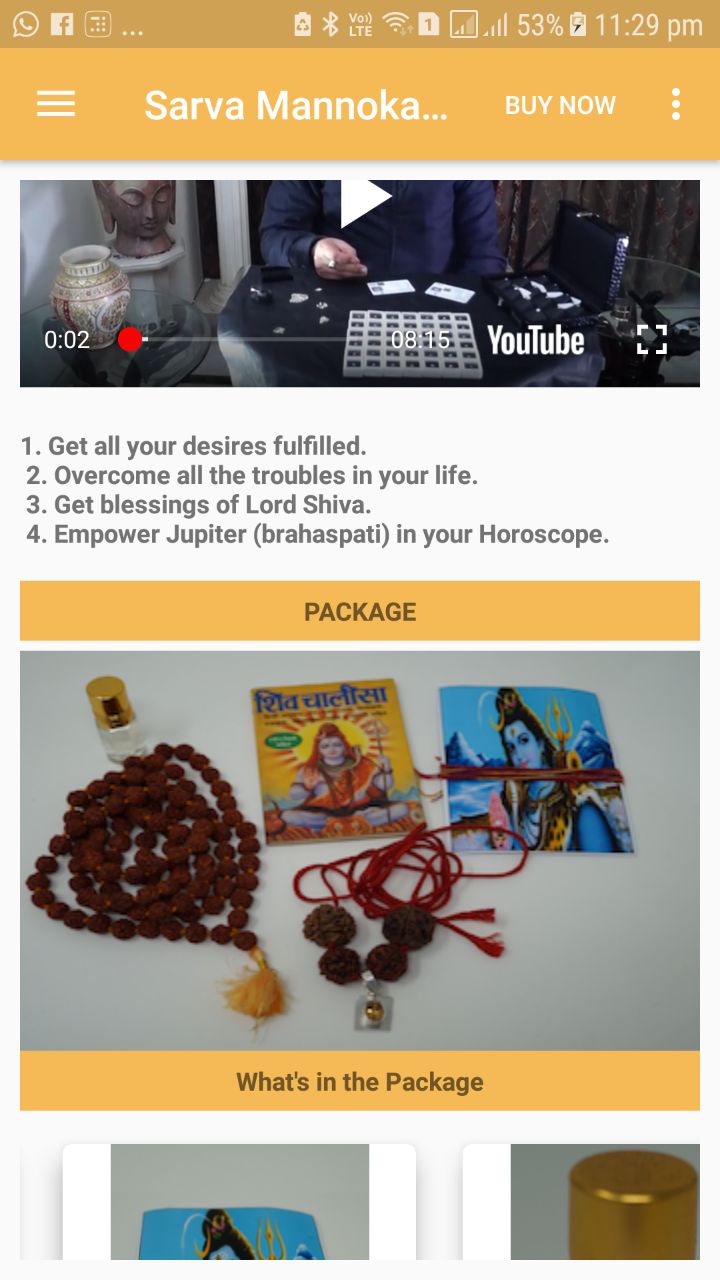 ... 
Vo))
LTE
1
53%
11:29 pm
Sarva Mannoka...
BUY NOW
0:02
08:15
YouTube
1. Get all your desires fulfilled.
2. Overcome all the troubles in your life.
3. Get blessings of Lord Shiva.
4. Empower Jupiter (brahaspati) in your Horoscope.
PACKAGE
शिव चालीसा
What's in the Package